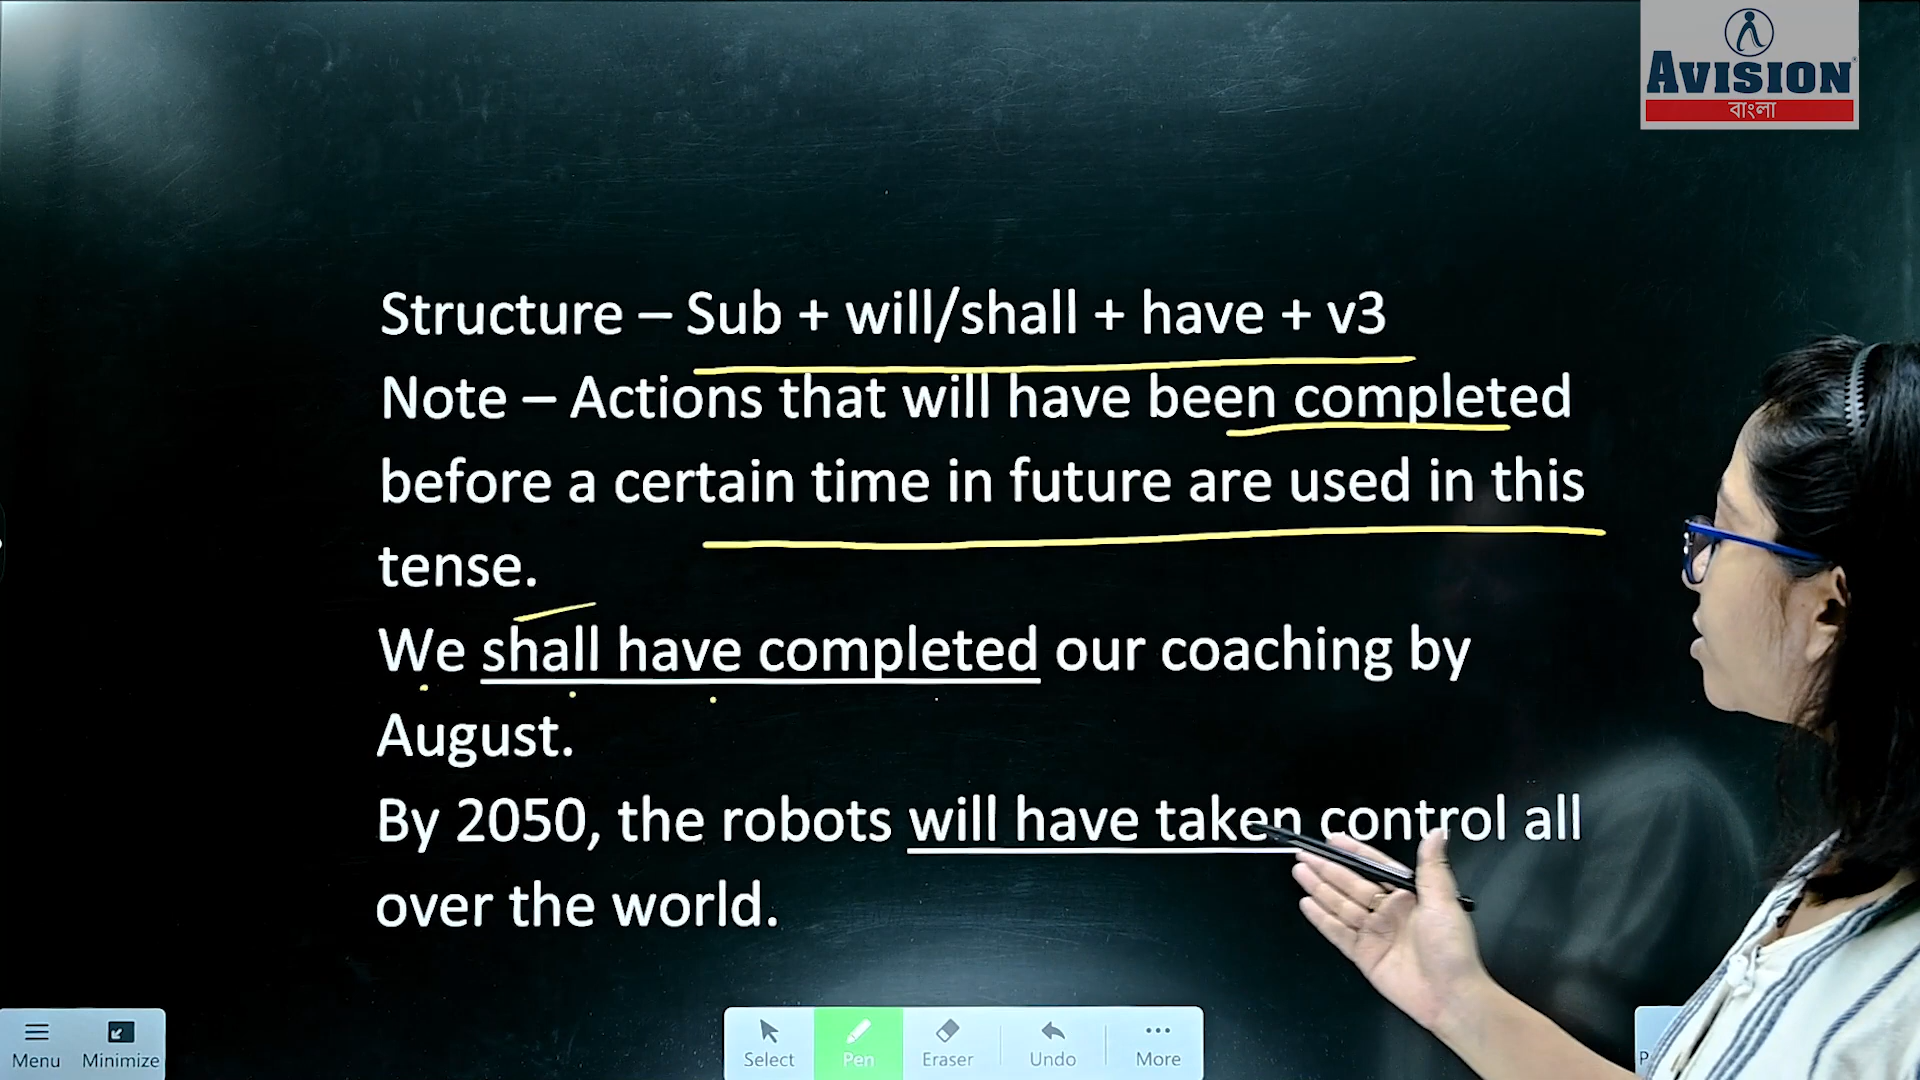 AVISION
বাংলা
Structure – Sub + will/shall + have + v3
Note – Actions that will have been completed
before a certain time in future are used in this
tense.
We shall have completed our coaching by
August.
By 2050, the robots will have taken control all
over the world.
Menu
Minimize
Select
Pen
Eraser
Undo
More